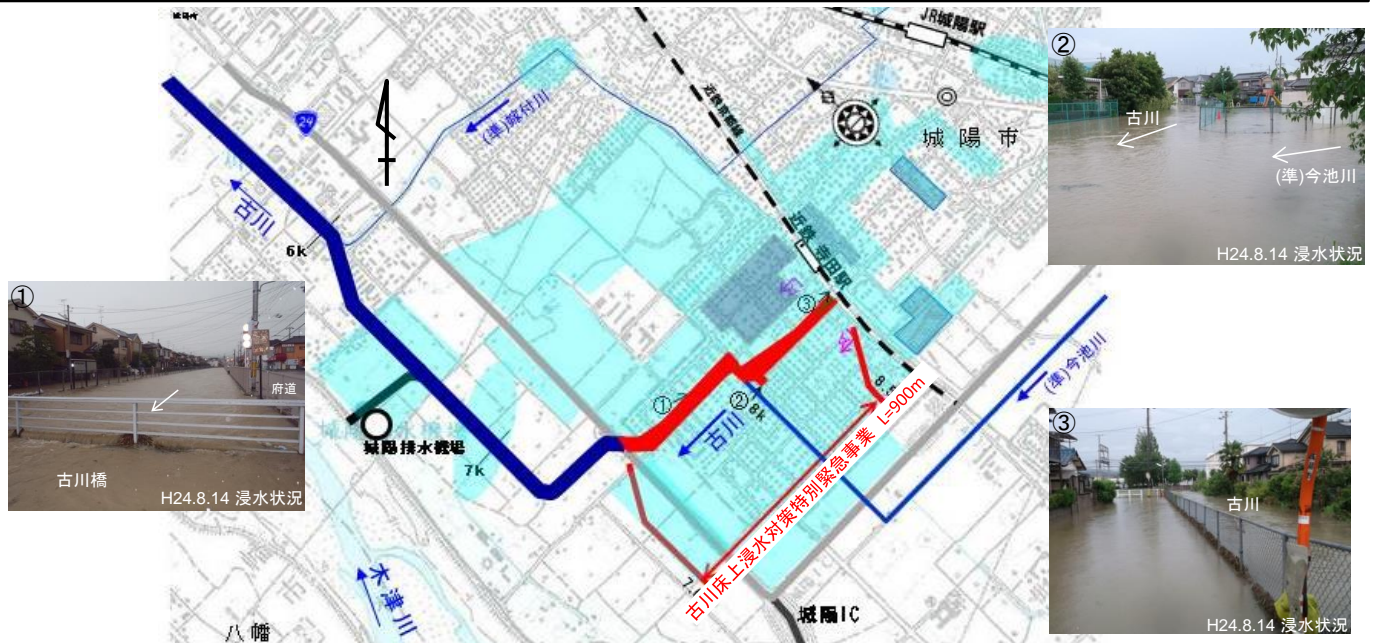 JR城陽駅
②
古川
(準)今池川
H24.8.14 浸水状況
24
(準)嫁付川
近鉄京都線
城陽市
古川
6k
近鉄寺田駅
③
①
府道
古川橋
H24.8.14 浸水状況
①
②
8k
古川
(準)今池川
城陽排水機場
7k
古川床上浸水対策特別緊急事業 L=900m
木津川
八幡
城陽IC
③
古川
H24.8.14 浸水状況